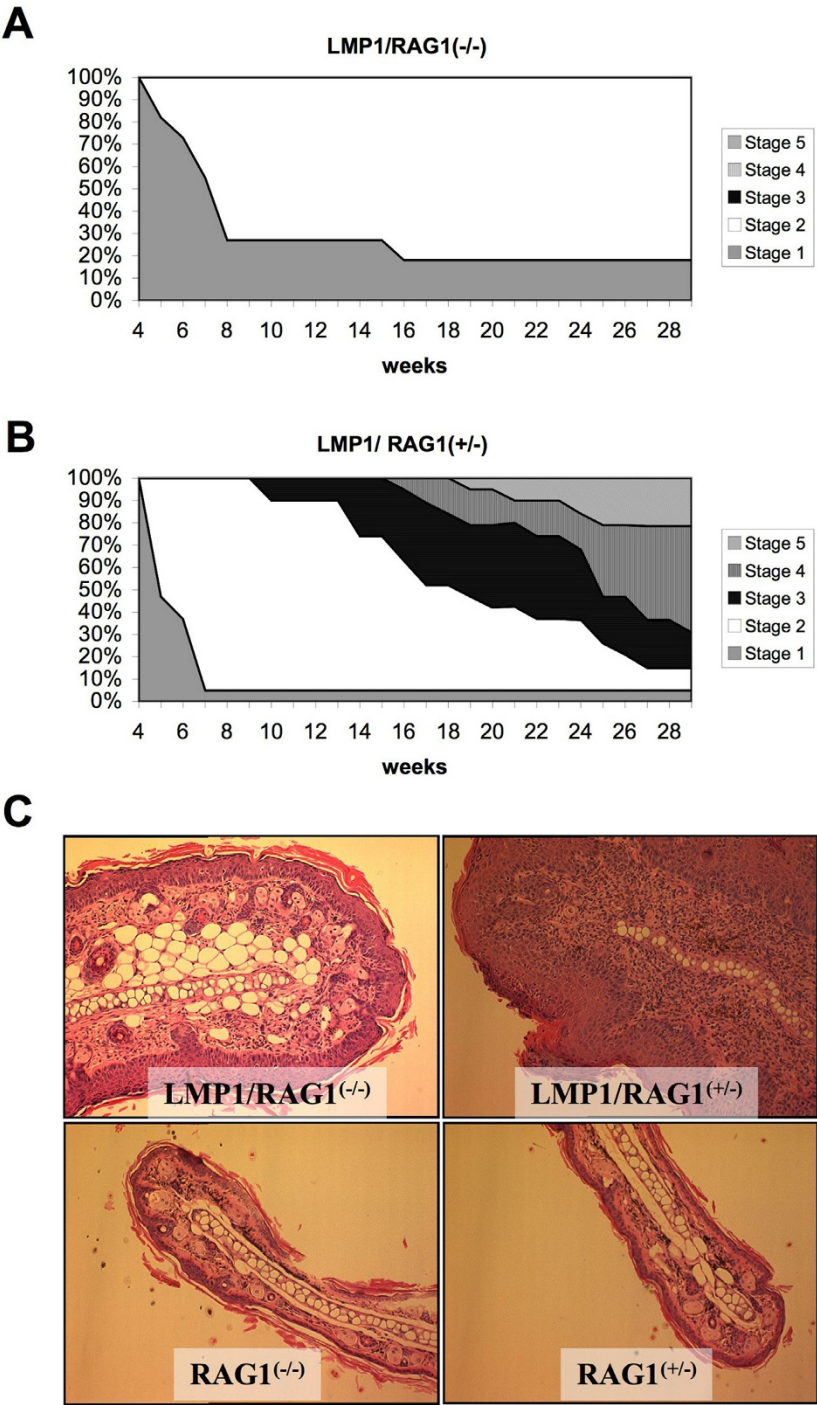 A
LMP1/RAG1(-/-)
100%
90%
80%
70%
60%
50%
40%
30%
20%
10%
0%
4 6 8 10 12 14 16 18 20 22 24 26 28
weeks
Stage 5
Stage 4
Stage 3
Stage 2
Stage 1
B
LMP1/ RAG1(+/-)
100%
90%
80%
70%
60%
50%
40%
30%
20%
10%
0%
4 6 8 10 12 14 16 18 20 22 24 26 28
weeks
Stage 5
Stage 4
Stage 3
Stage 2
Stage 1
C
LMP1/RAG1(-/-) LMP1/RAG1(+/-)
RAG1(-/-) RAG1(+/-)